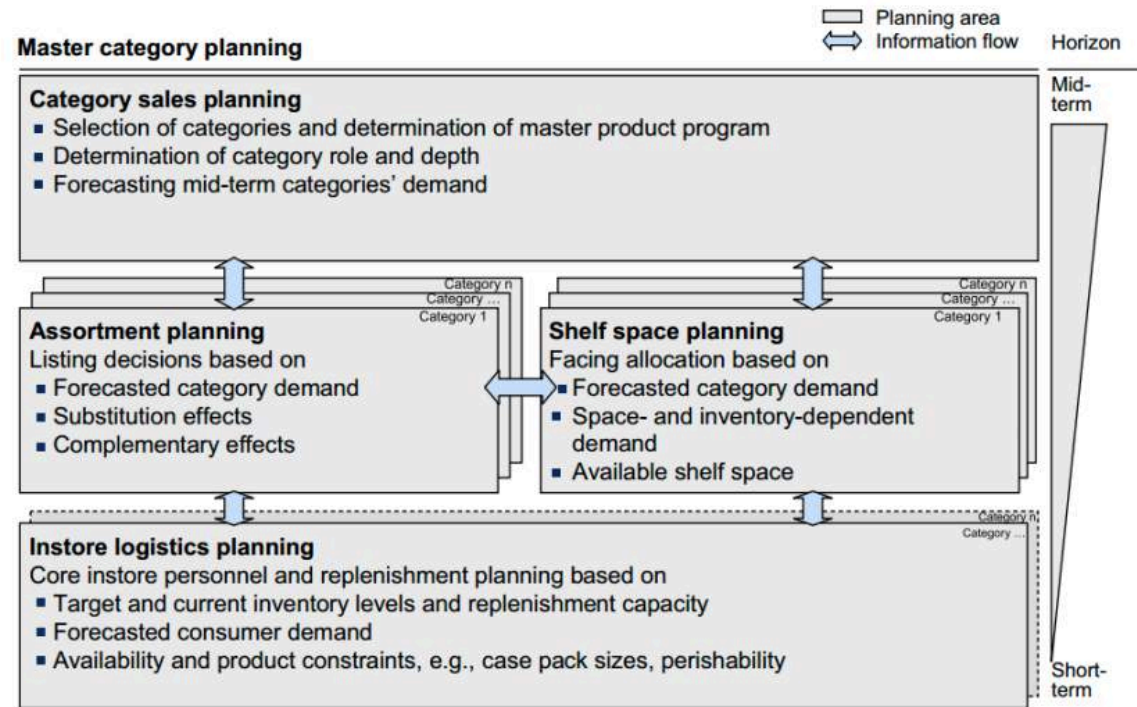 Planning area
Information flow
Horizon
Master category planning
Mid-
term
Category sales planning
▪ Selection of categories and determination of master product program
▪ Determination of category role and depth
▪ Forecasting mid-term categories’ demand
Category n
Category ...
Category 1
Assortment planning
Listing decisions based on
▪ Forecasted category demand
▪ Substitution effects
▪ Complementary effects
Category n
Category ...
Category 1
Shelf space planning
Facing allocation based on
▪ Forecasted category demand
▪ Space- and inventory-dependent
demand
▪ Available shelf space
Category n
Category ...
Instore logistics planning
Core instore personnel and replenishment planning based on
▪ Target and current inventory levels and replenishment capacity
▪ Forecasted consumer demand
▪ Availability and product constraints, e.g., case pack sizes, perishability
Short-
term